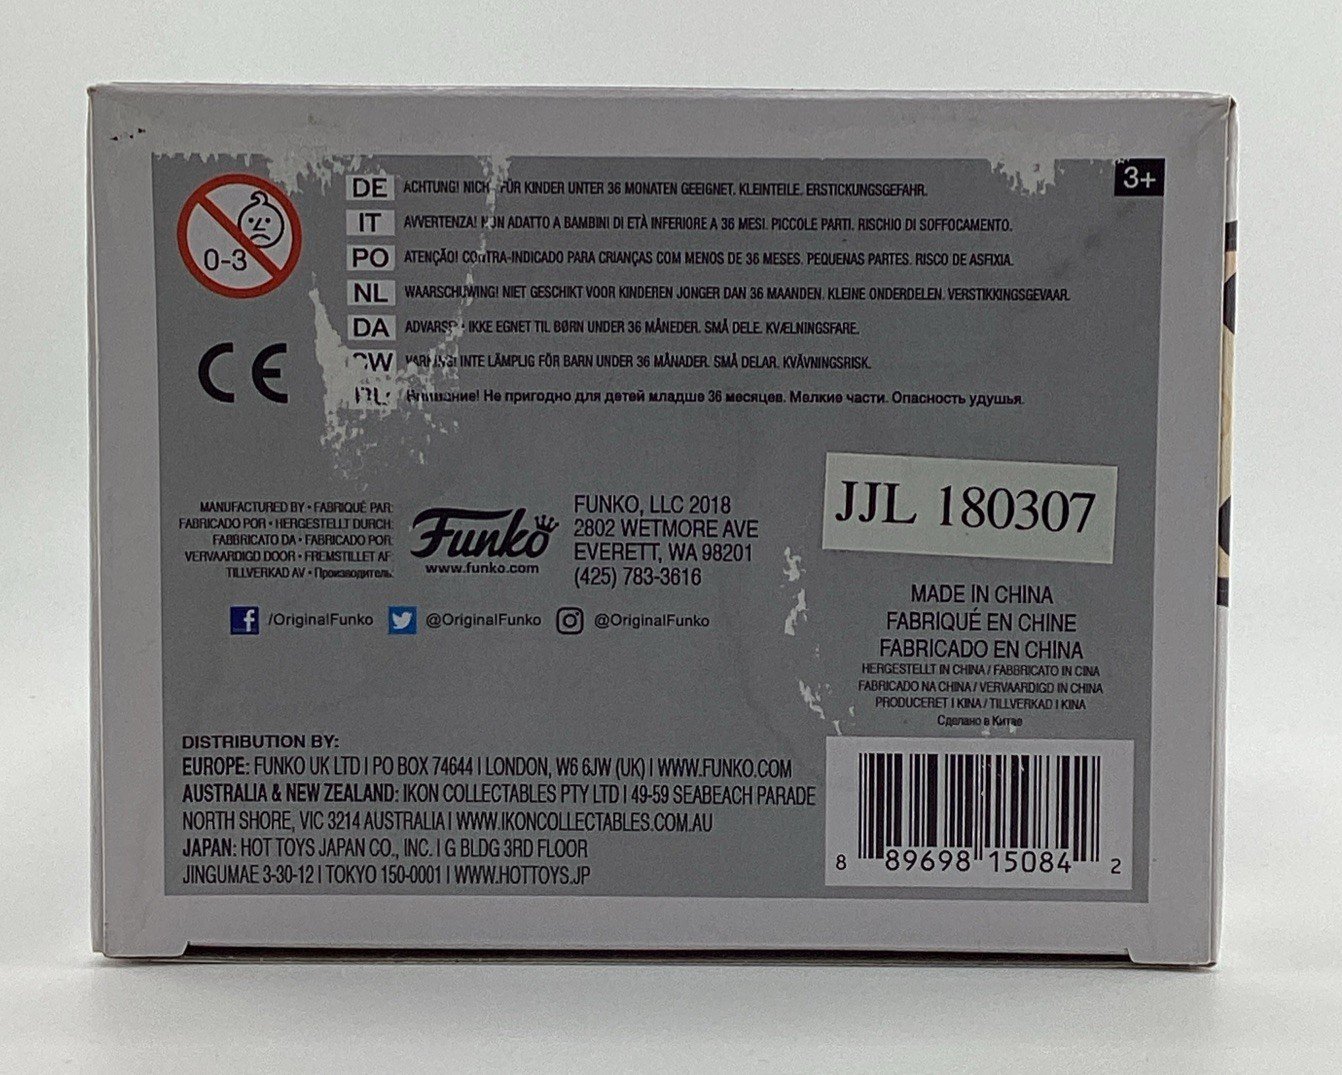 3+
0-3
DE ACHTUNG! NICH FÜR KINDER UNTER 36 MONATEN GEEIGNET. KLEINTEILE. ERSTICKUNGSGEFAHR.
IT AVVERTENZA! NON ADATTO A BAMBINI DI ETÀ INFERIORE A 36 MESI. PICCOLE PARTI. RISCHIO DI SOFFOCAMENTO.
PO ATENÇÃO! CONTRA-INDICADO PARA CRIANÇAS COM MENOS DE 36 MESES. PEQUENAS PARTES. RISCO DE ASFIXIA.
NL WAARSCHUWING! NIET GESCHIKT VOOR KINDEREN JONGER DAN 36 MAANDEN. KLEINE ONDERDELEN. VERSTIKKINGSGEVAAR.
DA IKKE EGNET TIL BØRN UNDER 36 MÅNEDER. SMÅ DELE. KVÆLNINGSFARE.
INTE LÄMPLIG FÖR BARN UNDER 36 MÅNADER. SMÅ DELAR. KVÄVNINGSRISK.
Не пригодно для детей младше 36 месяцев. Мелкие части. Опасность удушья.
CE
MANUFACTURED BY • FABRIQUÉ PAR:
FABRICADO POR • HERGESTELLT DURCH:
FABBRICATO DA • FABRICADO POR:
VERVAARDIGD DOOR • FREMSTILLET AF:
TILLVERKAD AV • Производитель:
Funko
www.funko.com
FUNKO, LLC 2018
2802 WETMORE AVE
EVERETT, WA 98201
(425) 783-3616
/OriginalFunko @OriginalFunko @OriginalFunko
JJL 180307
MADE IN CHINA
FABRIQUÉ EN CHINE
FABRICADO EN CHINA
HERGESTELLT IN CHINA / FABBRICATO IN CINA
FABRICADO NA CHINA / VERVAARDIGD IN CHINA
PRODUCERET I KINA / TILLVERKAD I KINA
Сделано в Китае
DISTRIBUTION BY:
EUROPE: FUNKO UK LTD | PO BOX 74644 | LONDON, W6 6JW (UK) | WWW.FUNKO.COM
AUSTRALIA & NEW ZEALAND: IKON COLLECTABLES PTY LTD | 49-59 SEABEACH PARADE
NORTH SHORE, VIC 3214 AUSTRALIA | WWW.IKONCOLLECTABLES.COM.AU
JAPAN: HOT TOYS JAPAN CO., INC. | G BLDG 3RD FLOOR
JINGUMAE 3-30-12 | TOKYO 150-0001 | WWW.HOTTOYS.JP
8 89698 15084 2